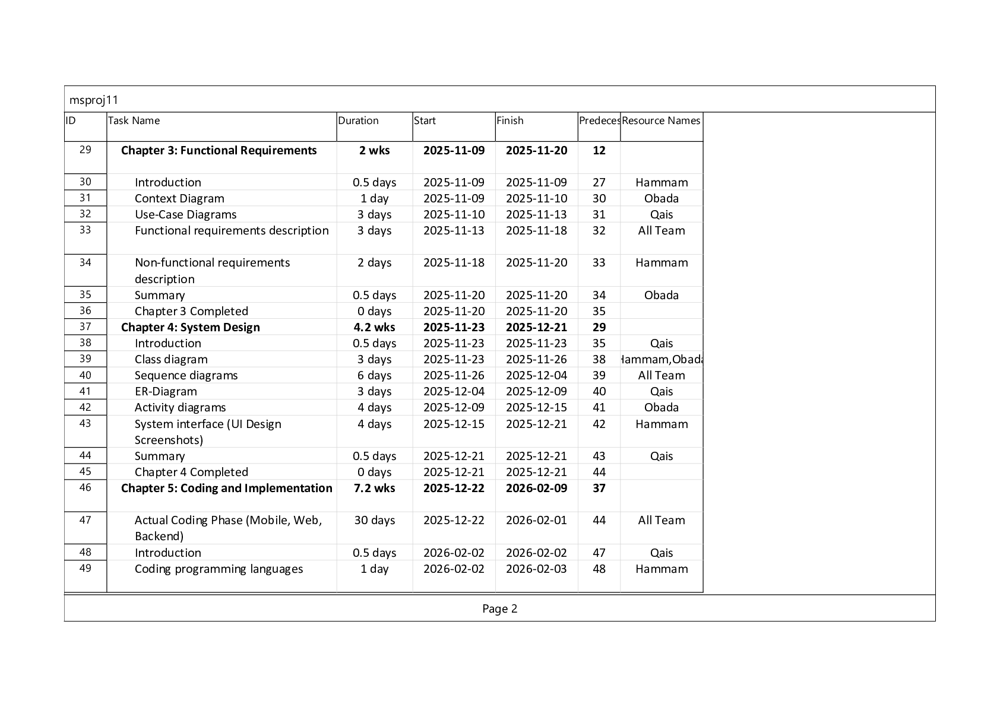 msproj11
ID Task Name Duration Start Finish Predeces Resource Names
29 Chapter 3: Functional Requirements 2 wks 2025-11-09 2025-11-20 12
30 Introduction 0.5 days 2025-11-09 2025-11-09 27 Hammam
31 Context Diagram 1 day 2025-11-09 2025-11-10 30 Obada
32 Use-Case Diagrams 3 days 2025-11-10 2025-11-13 31 Qais
33 Functional requirements description 3 days 2025-11-13 2025-11-18 32 All Team
34 Non-functional requirements 2 days 2025-11-18 2025-11-20 33 Hammam
description
35 Summary 0.5 days 2025-11-20 2025-11-20 34 Obada
36 Chapter 3 Completed 0 days 2025-11-20 2025-11-20 35
37 Chapter 4: System Design 4.2 wks 2025-11-23 2025-12-21 29
38 Introduction 0.5 days 2025-11-23 2025-11-23 35 Qais
39 Class diagram 3 days 2025-11-23 2025-11-26 38 Hammam,Obada
40 Sequence diagrams 6 days 2025-11-26 2025-12-04 39 All Team
41 ER-Diagram 3 days 2025-12-04 2025-12-09 40 Qais
42 Activity diagrams 4 days 2025-12-09 2025-12-15 41 Obada
43 System interface (UI Design 4 days 2025-12-15 2025-12-21 42 Hammam
Screenshots)
44 Summary 0.5 days 2025-12-21 2025-12-21 43 Qais
45 Chapter 4 Completed 0 days 2025-12-21 2025-12-21 44
46 Chapter 5: Coding and Implementation 7.2 wks 2025-12-22 2026-02-09 37
47 Actual Coding Phase (Mobile, Web, 30 days 2025-12-22 2026-02-01 44 All Team
Backend)
48 Introduction 0.5 days 2026-02-02 2026-02-02 47 Qais
49 Coding programming languages 1 day 2026-02-02 2026-02-03 48 Hammam
Page 2